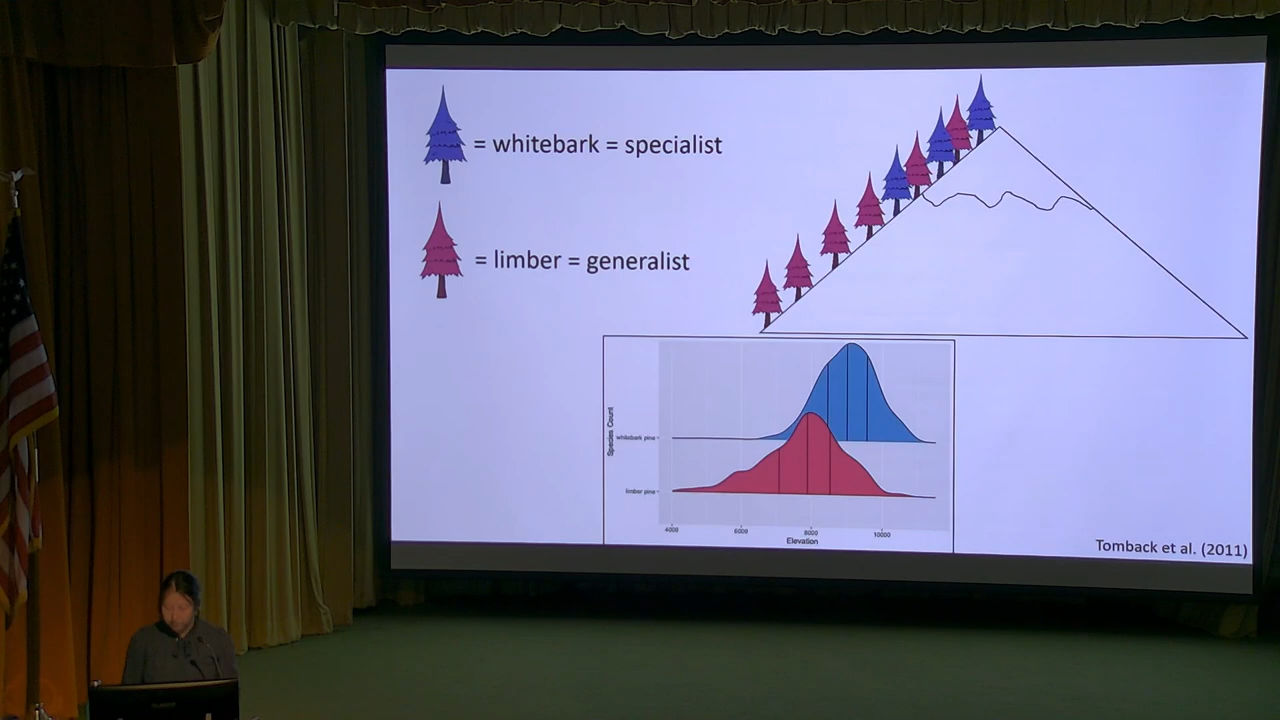 = whitebark = specialist
= limber = generalist
Species Count
whitebark pine
limber pine
4000 6000 8000 10000
Elevation
Tomback et al. (2011)